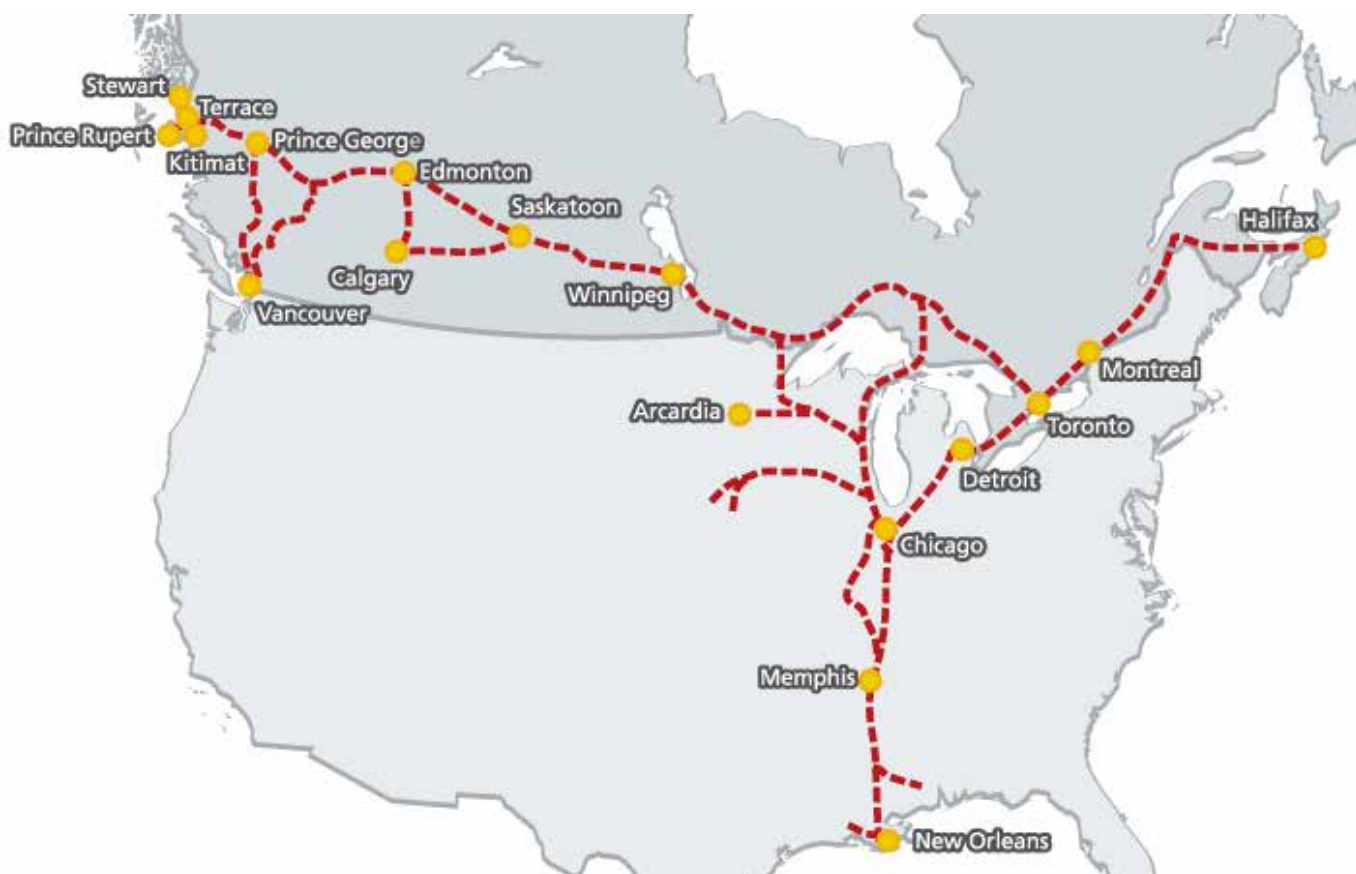 Stewart
Terrace
Prince Rupert
Prince George
Kitimat
Edmonton
Saskatoon
Halifax
Calgary
Winnipeg
Vancouver
Montreal
Arcardia
Toronto
Detroit
Chicago
Memphis
New Orleans